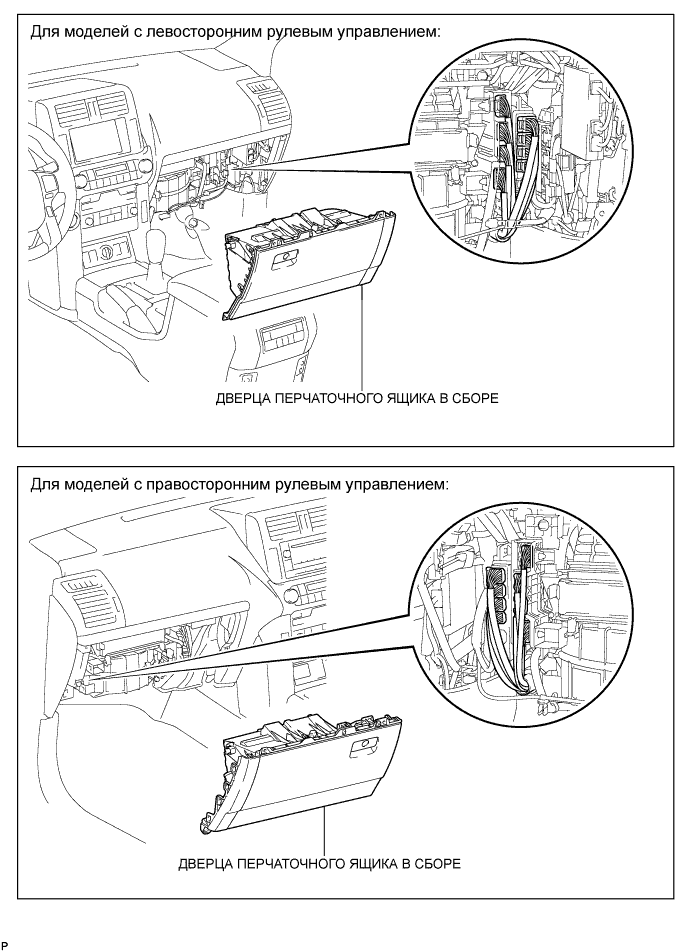 Для моделей с левосторонним рулевым управлением:
ДВЕРЦА ПЕРЧАТОЧНОГО ЯЩИКА В СБОРЕ
Для моделей с правосторонним рулевым управлением:
ДВЕРЦА ПЕРЧАТОЧНОГО ЯЩИКА В СБОРЕ
P